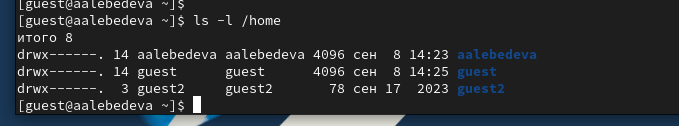 [guest@aalebedeva ~]$
[guest@aalebedeva ~]$ ls -l /home
итого 8
drwx------. 14 aalebedeva aalebedeva 4096 сен  8 14:23 aalebedeva
drwx------. 14 guest      guest      4096 сен  8 14:25 guest
drwx------.  3 guest2     guest2       78 сен 17  2023 guest2
[guest@aalebedeva ~]$